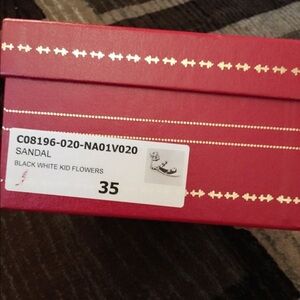 C08196-020-NA01V020
SANDAL
BLACK WHITE KID FLOWERS
35